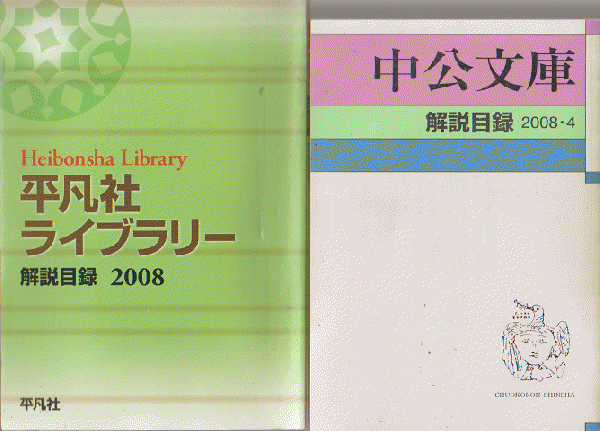 Heibonsha Library
平凡社
ライブラリー
解説目録 2008
平凡社
中公文庫
解説目録 2008-4
CHUOKORON SHINSHA